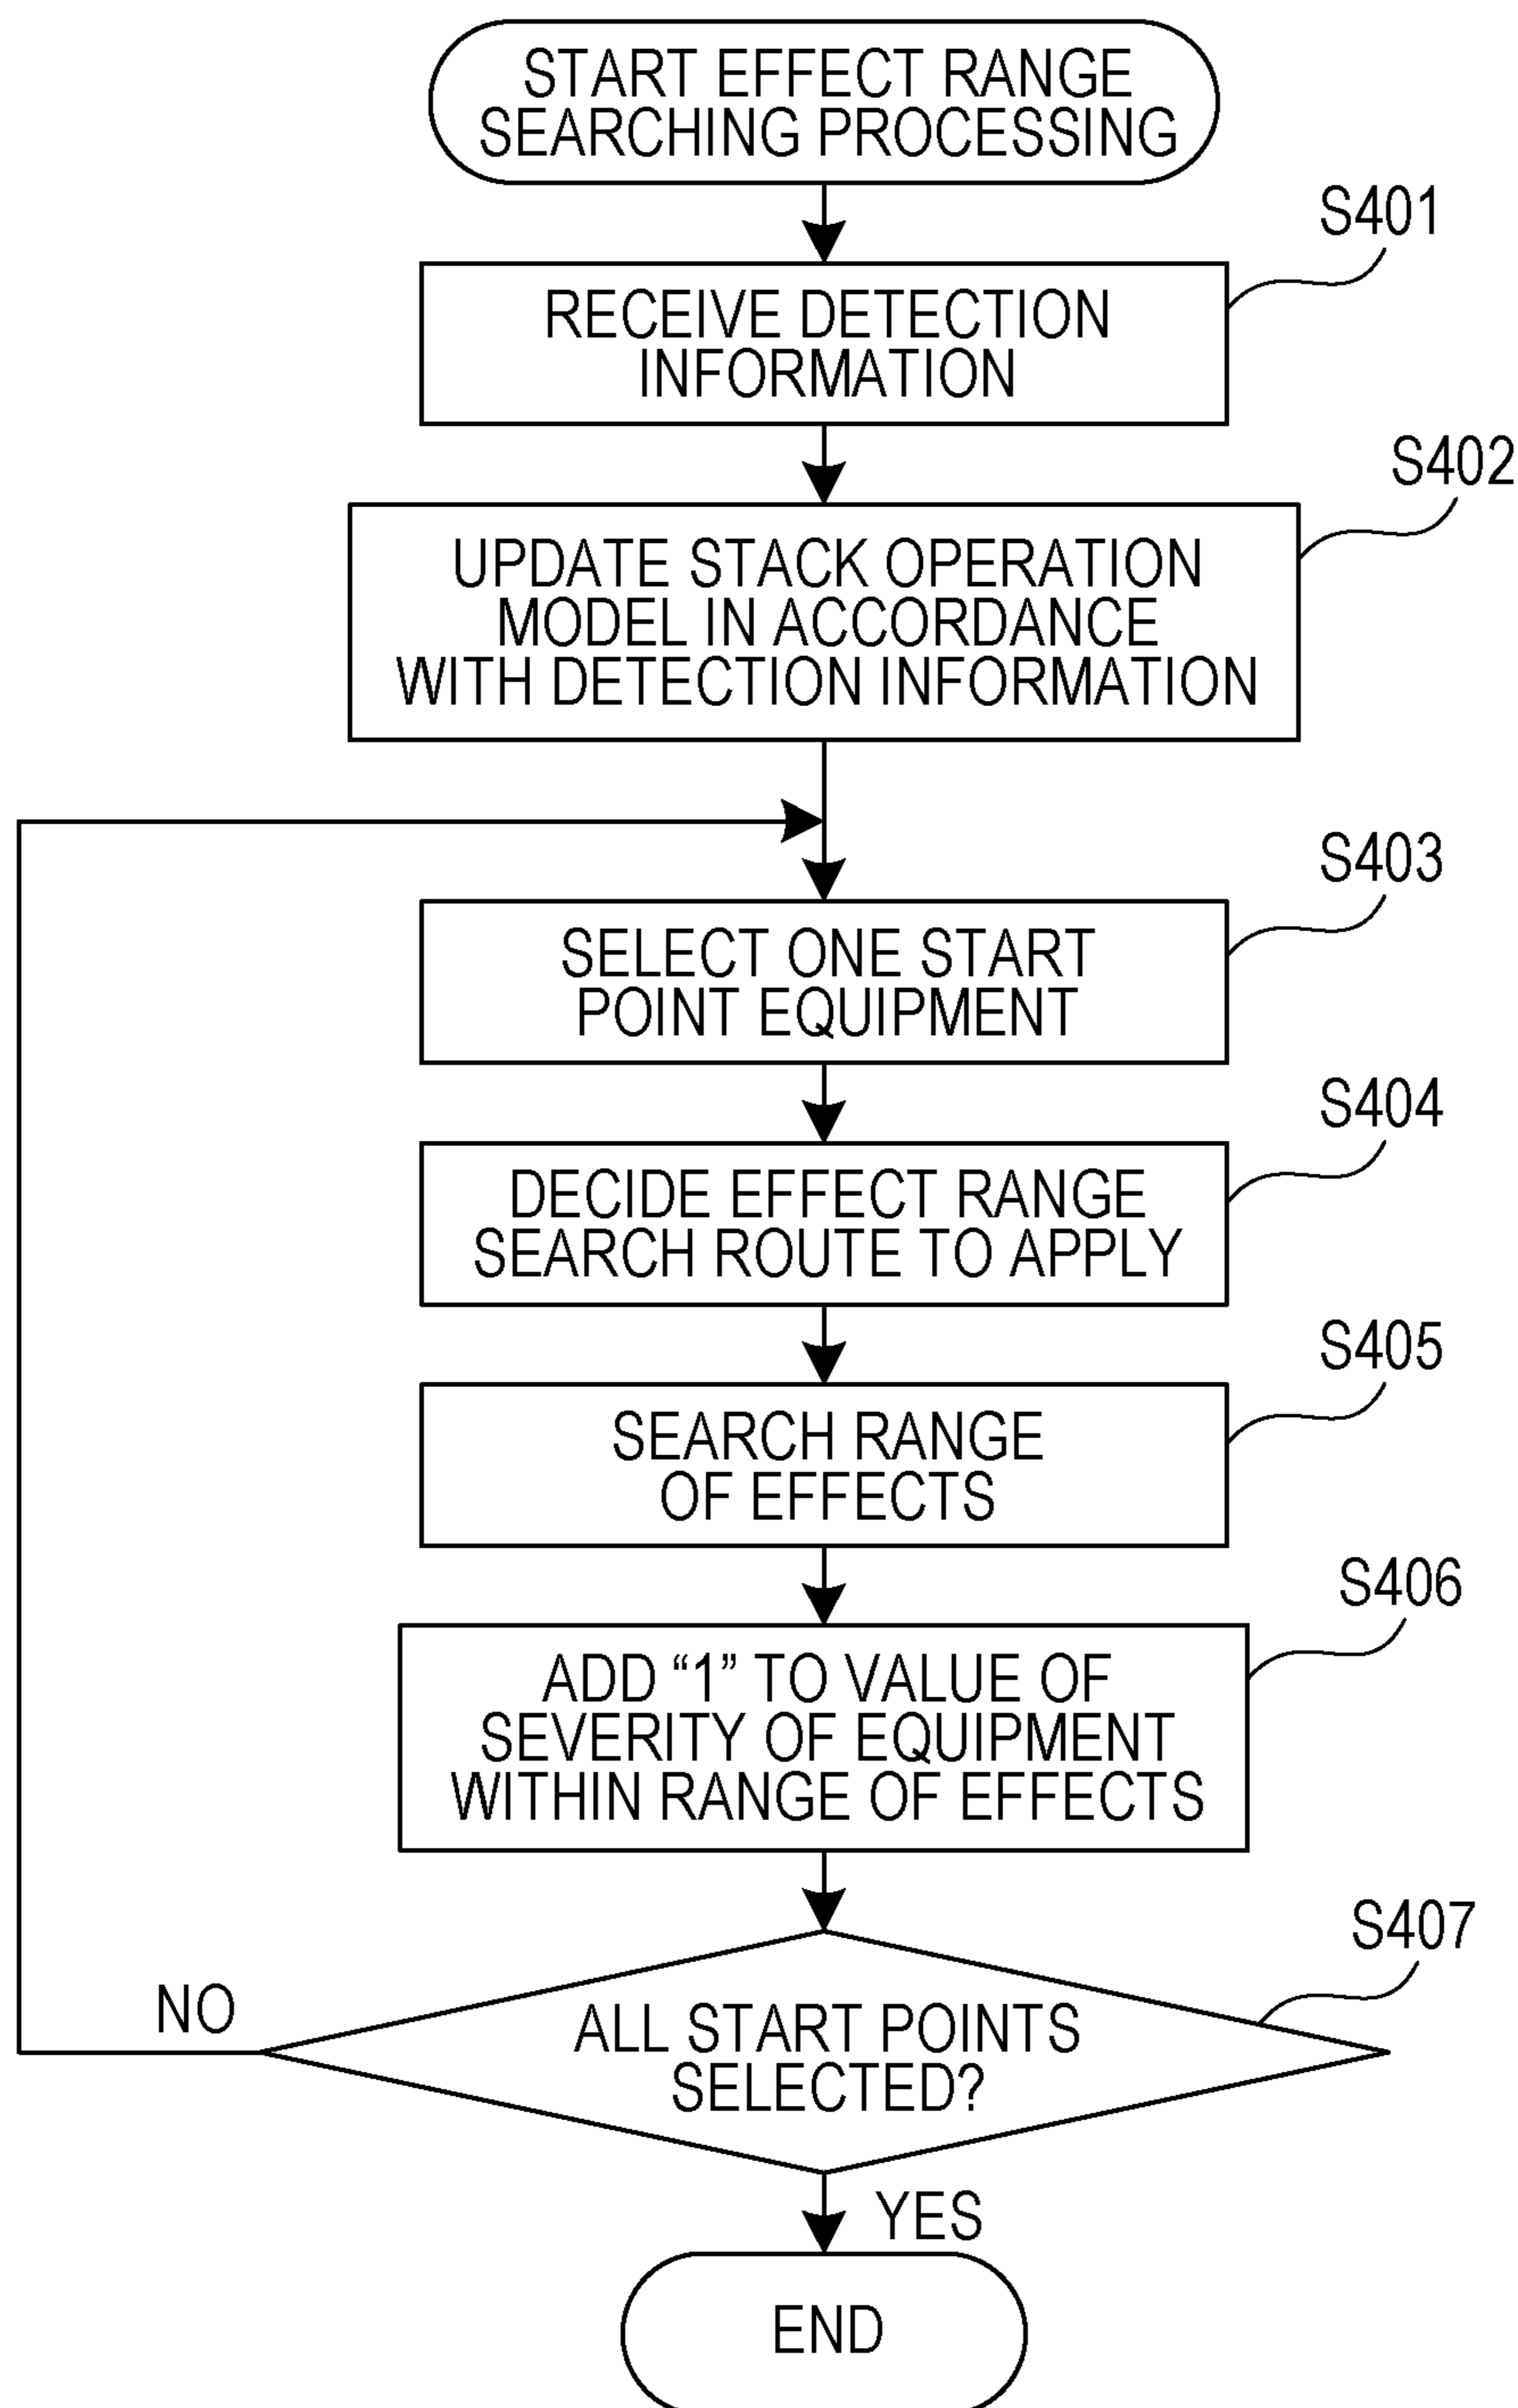 START EFFECT RANGE
SEARCHING PROCESSING
S401
RECEIVE DETECTION
INFORMATION
S402
UPDATE STACK OPERATION
MODEL IN ACCORDANCE
WITH DETECTION INFORMATION
S403
SELECT ONE START
POINT EQUIPMENT
S404
DECIDE EFFECT RANGE
SEARCH ROUTE TO APPLY
S405
SEARCH RANGE
OF EFFECTS
S406
ADD “1” TO VALUE OF
SEVERITY OF EQUIPMENT
WITHIN RANGE OF EFFECTS
S407
NO
ALL START POINTS
SELECTED?
YES
END